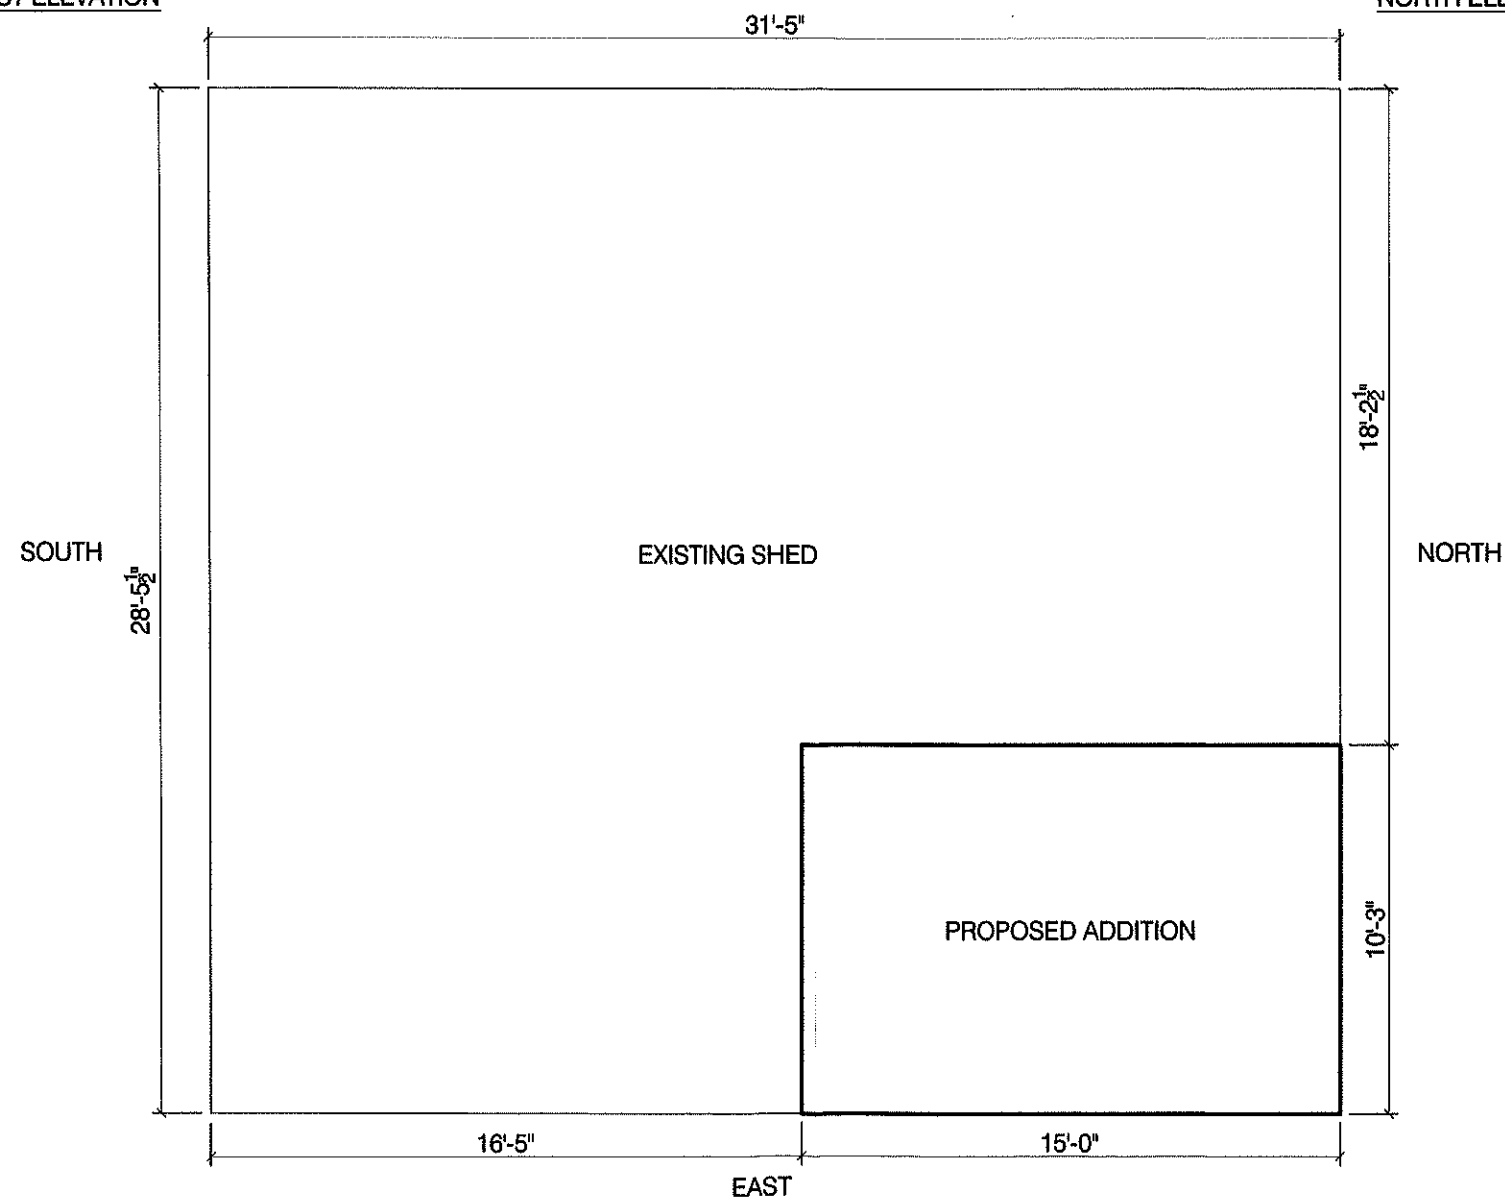 ELEVATION
31'-5"
18'-2½"
SOUTH
EXISTING SHED
NORTH
28'-5½"
PROPOSED ADDITION
10'-3"
16'-5"
15'-0"
EAST